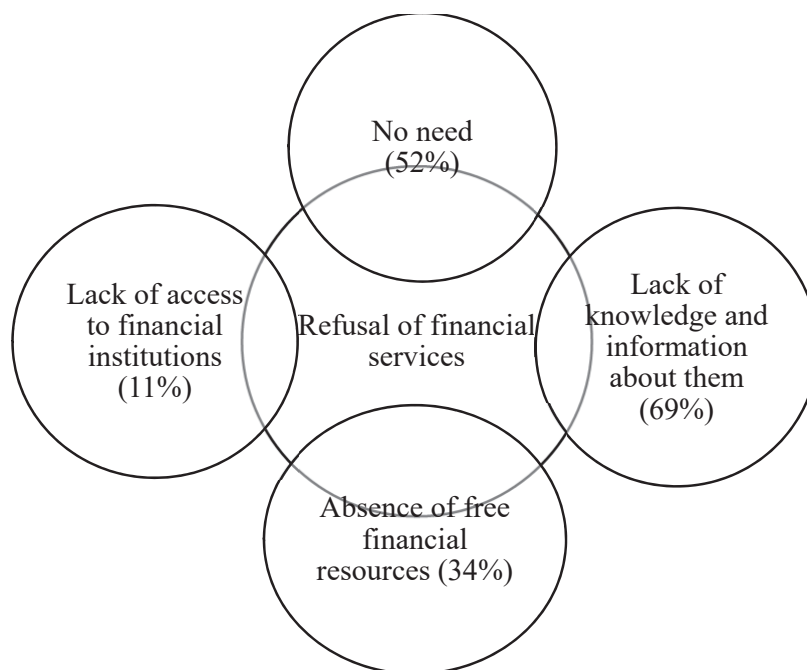 No need
(52%)
Lack of access
to financial
institutions
(11%)
Refusal of financial
services
Lack of
knowledge and
information
about them
(69%)
Absence of free
financial
resources (34%)